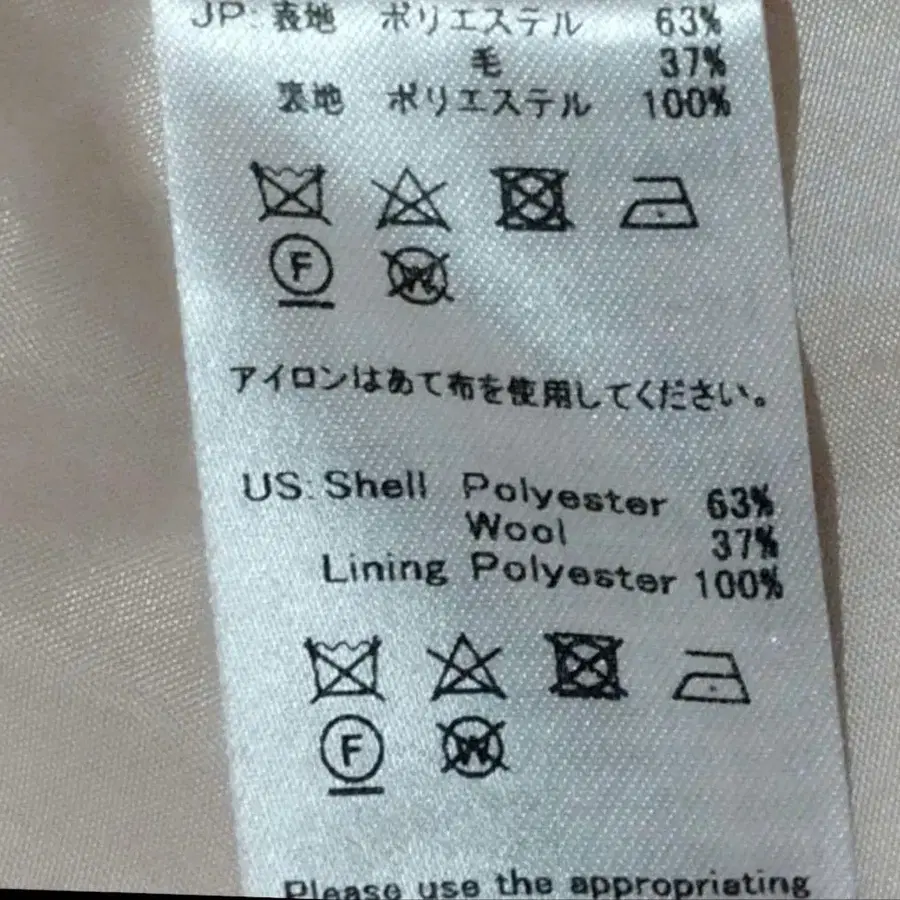 JP: 表地 ポリエステル 63%
毛 37%
裏地 ポリエステル 100%
F
W
アイロンはあて布を使用してください。
US: Shell Polyester 63%
Wool 37%
Lining Polyester 100%
F
W
Please use the appropriating